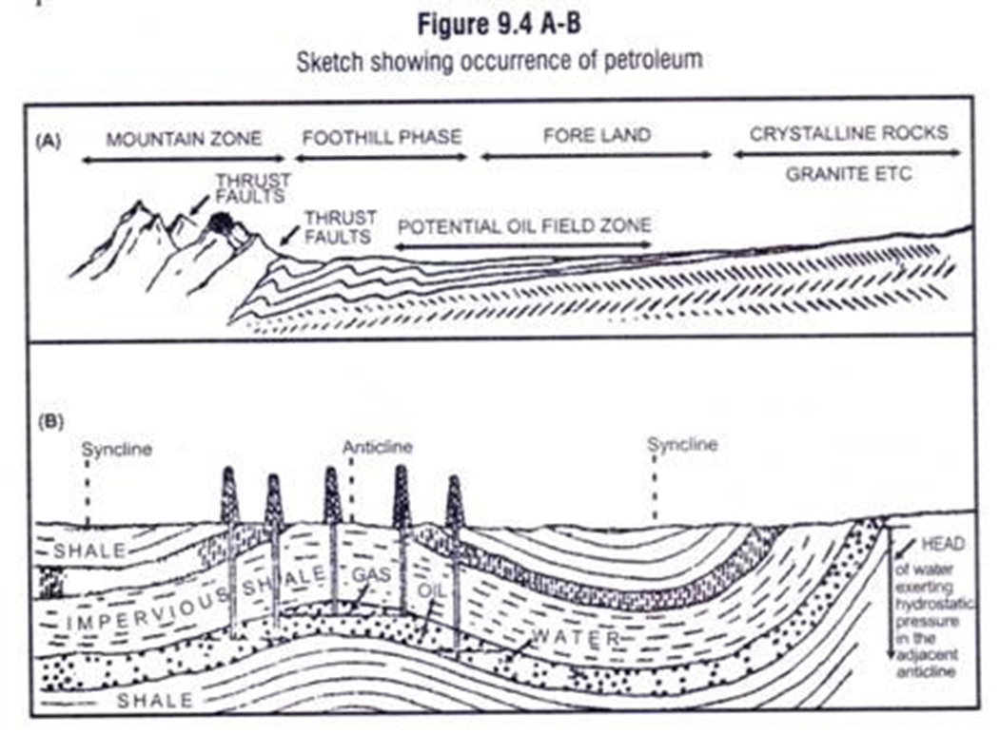 Figure 9.4 A-B
Sketch showing occurrence of petroleum
(A)
MOUNTAIN ZONE
FOOTHILL PHASE
FORE LAND
CRYSTALLINE ROCKS
GRANITE ETC
THRUST
FAULTS
THRUST
FAULTS
POTENTIAL OIL FIELD ZONE
(B)
Syncline
Anticline
Syncline
SHALE
IMPERVIOUS SHALE
GAS
OIL
WATER
SHALE
HEAD
of water
exerting
hydrostatic
pressure
in the
adjacent
anticline